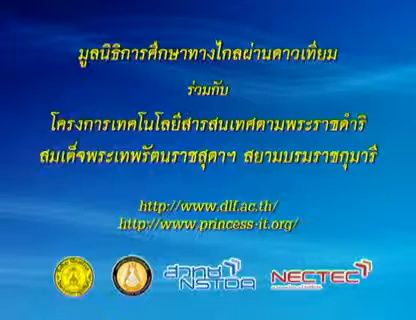 มูลนิธิการศึกษาทางไกลผ่านดาวเทียม
ร่วมกับ
โครงการเทคโนโลยีสารสนเทศตามพระราชดำริ
สมเด็จพระเทพรัตนราชสุดาฯ สยามบรมราชกุมารี
http://www.dlf.ac.th/
http://www.princess-it.org/
สวทช NECTEC
NSTDA